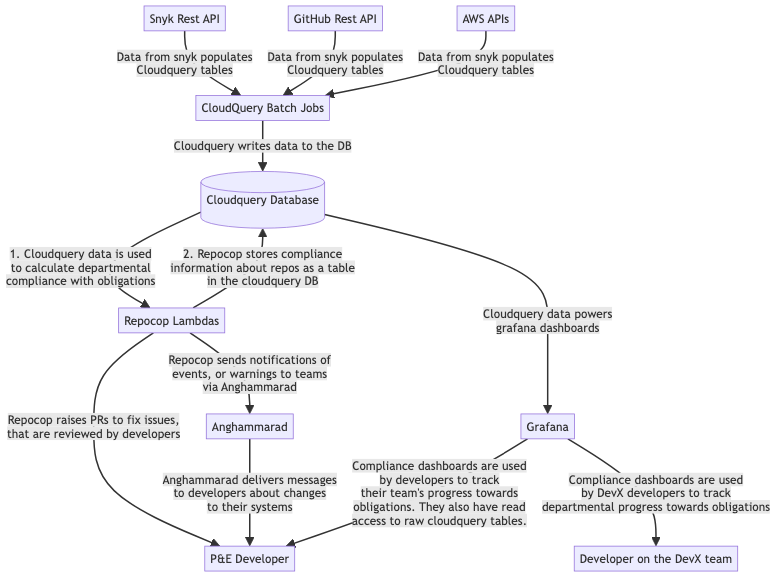 Snyk Rest API
GitHub Rest API
AWS APIs
Data from snyk populates
Cloudquery tables
Data from snyk populates
Cloudquery tables
Data from snyk populates
Cloudquery tables
CloudQuery Batch Jobs
Cloudquery writes data to the DB
Cloudquery Database
1. Cloudquery data is used
to calculate departmental
compliance with obligations
2. Repocop stores compliance
information about repos as a table
in the cloudquery DB
Cloudquery data powers
grafana dashboards
Repocop Lambdas
Repocop sends notifications of
events, or warnings to teams
via Anghammarad
Repocop raises PRs to fix issues,
that are reviewed by developers
Anghammarad
Grafana
Anghammarad delivers messages
to developers about changes
to their systems
Compliance dashboards are used
by developers to track
their team's progress towards
obligations. They also have read
access to raw cloudquery tables.
Compliance dashboards are used
by DevX developers to track
departmental progress towards obligations
P&E Developer
Developer on the DevX team